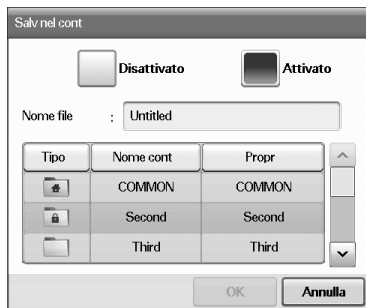 Salv nel cont
Disattivato Attivato
Nome file : Untitled
Tipo Nome cont Propr
COMMON COMMON
Second Second
Third Third
OK Annulla